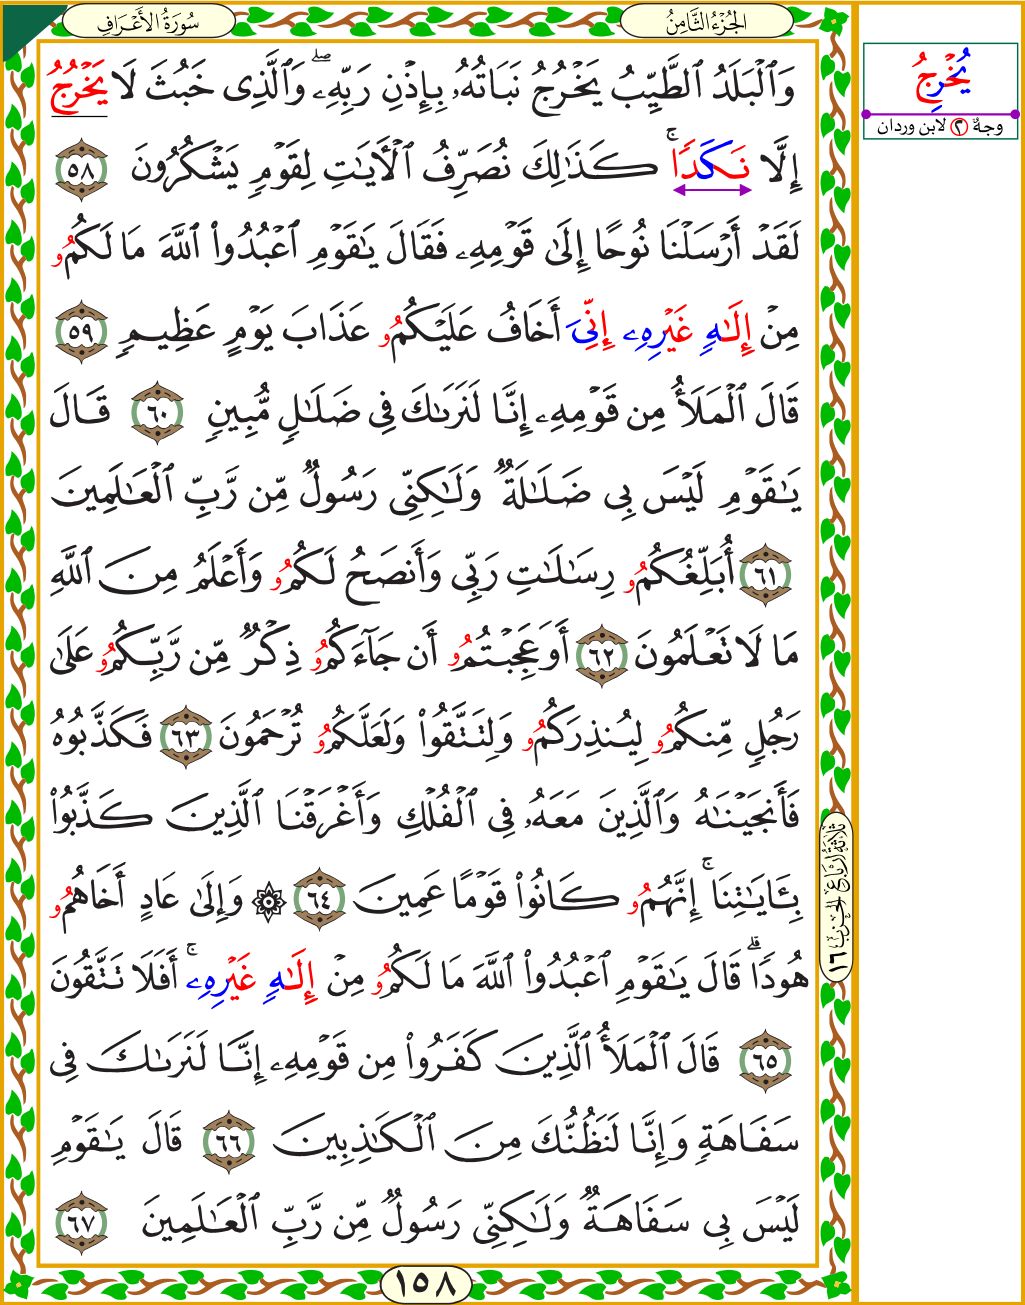 سُورَةُ الأَعْرَافِ
الجُزْءُ الثَّامِنُ
وَٱلْبَلَدُ ٱلطَّيِّبُ يَخْرُجُ نَبَاتُهُۥ بِإِذْنِ رَبِّهِۦۖ وَٱلَّذِى خَبُثَ لَا يَخْرُجُ
إِلَّا نَكَدًاۚ كَذَٰلِكَ نُصَرِّفُ ٱلْأَيَٰتِ لِقَوْمٍ يَشْكُرُونَ ٥٨
لَقَدْ أَرْسَلْنَا نُوحًا إِلَىٰ قَوْمِهِۦ فَقَالَ يَٰقَوْمِ ٱعْبُدُوا۟ ٱللَّهَ مَا لَكُمُۥ
مِنْ إِلَٰهٍ غَيْرِهِۦ إِنِّىَ أَخَافُ عَلَيْكُمُۥ عَذَابَ يَوْمٍ عَظِيمٍ ٥٩
قَالَ ٱلْمَلَأُ مِن قَوْمِهِۦ إِنَّا لَنَرَىٰكَ فِى ضَلَٰلٍ مُّبِينٍ ٦٠ قَالَ
يَٰقَوْمِ لَيْسَ بِى ضَلَٰلَةٌ وَلَٰكِنِّى رَسُولٌ مِّن رَّبِّ ٱلْعَٰلَمِينَ
٦١ أُبَلِّغُكُمُۥ رِسَٰلَٰتِ رَبِّى وَأَنصَحُ لَكُمُۥ وَأَعْلَمُ مِنَ ٱللَّهِ
مَا لَا تَعْلَمُونَ ٦٢ أَوَعَجِبْتُمُۥ أَن جَآءَكُمُۥ ذِكْرٌ مِّن رَّبِّكُمُۥ عَلَىٰ
رَجُلٍ مِّنكُمُۥ لِيُنذِرَكُمُۥ وَلِتَتَّقُوا۟ وَلَعَلَّكُمُۥ تُرْحَمُونَ ٦٣ فَكَذَّبُوهُ
فَأَنجَيْنَٰهُ وَٱلَّذِينَ مَعَهُۥ فِى ٱلْفُلْكِ وَأَغْرَقْنَا ٱلَّذِينَ كَذَّبُوا۟
بِـَٔايَٰتِنَاۚ إِنَّهُمُۥ كَانُوا۟ قَوْمًا عَمِينَ ٦٤ ۞ وَإِلَىٰ عَادٍ أَخَاهُمُۥ
هُودًاۗ قَالَ يَٰقَوْمِ ٱعْبُدُوا۟ ٱللَّهَ مَا لَكُمُۥ مِنْ إِلَٰهٍ غَيْرِهِۦۚ أَفَلَا تَتَّقُونَ
٦٥ قَالَ ٱلْمَلَأُ ٱلَّذِينَ كَفَرُوا۟ مِن قَوْمِهِۦ إِنَّا لَنَرَىٰكَ فِى
سَفَاهَةٍ وَإِنَّا لَنَظُنُّكَ مِنَ ٱلْكَٰذِبِينَ ٦٦ قَالَ يَٰقَوْمِ
لَيْسَ بِى سَفَاهَةٌ وَلَٰكِنِّى رَسُولٌ مِّن رَّبِّ ٱلْعَٰلَمِينَ ٦٧
١٥٨
يُخْرِجُ
وجهٌ ٢ لابن وردان
ثلاثة أرباع الحزب ١٦